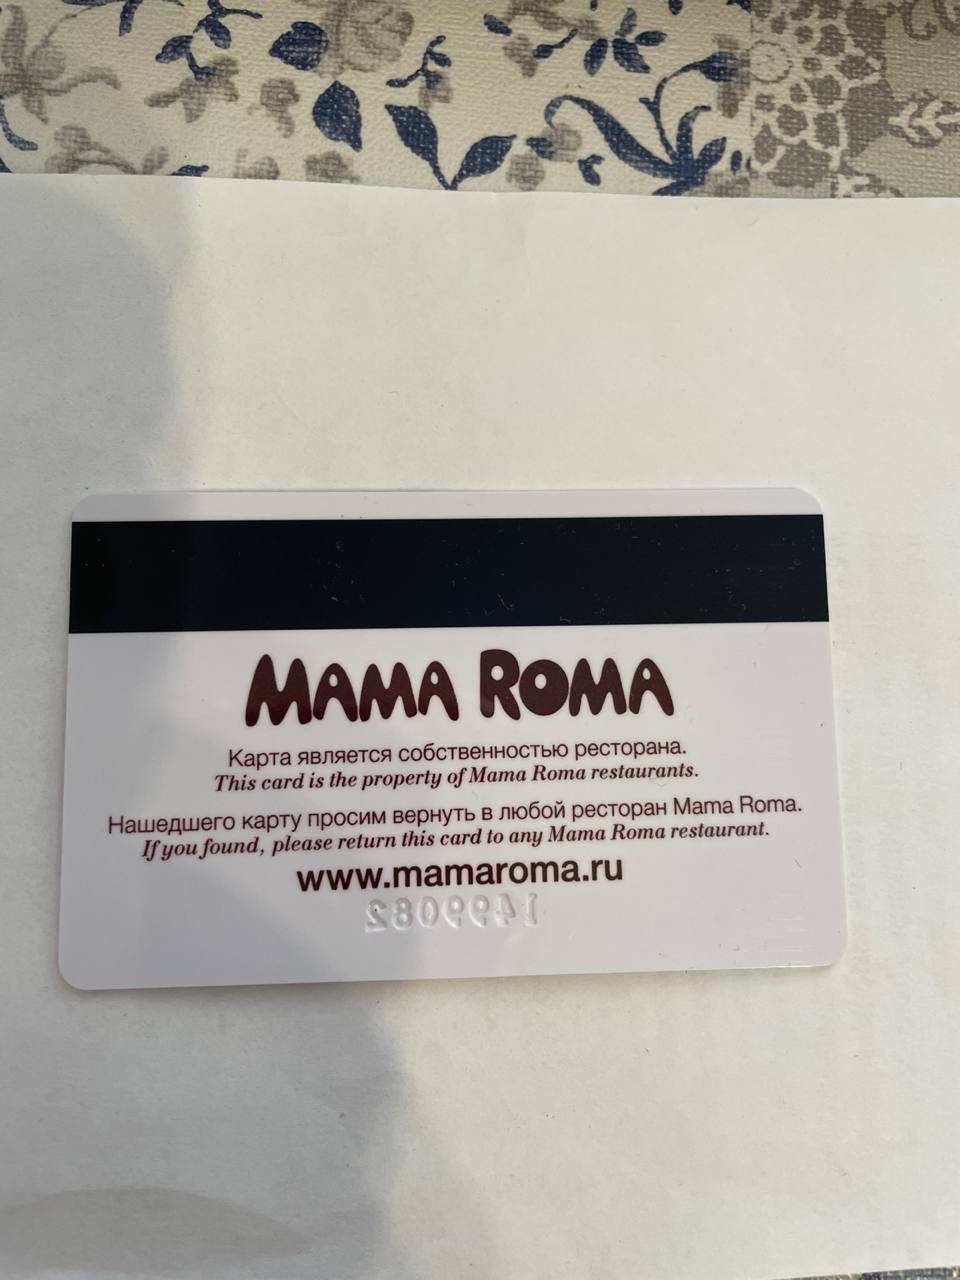 MAMA ROMA
Карта является собственностью ресторана.
This card is the property of Mama Roma restaurants.
Нашедшего карту просим вернуть в любой ресторан Mama Roma.
If you found, please return this card to any Mama Roma restaurant.
www.mamaroma.ru
1499082